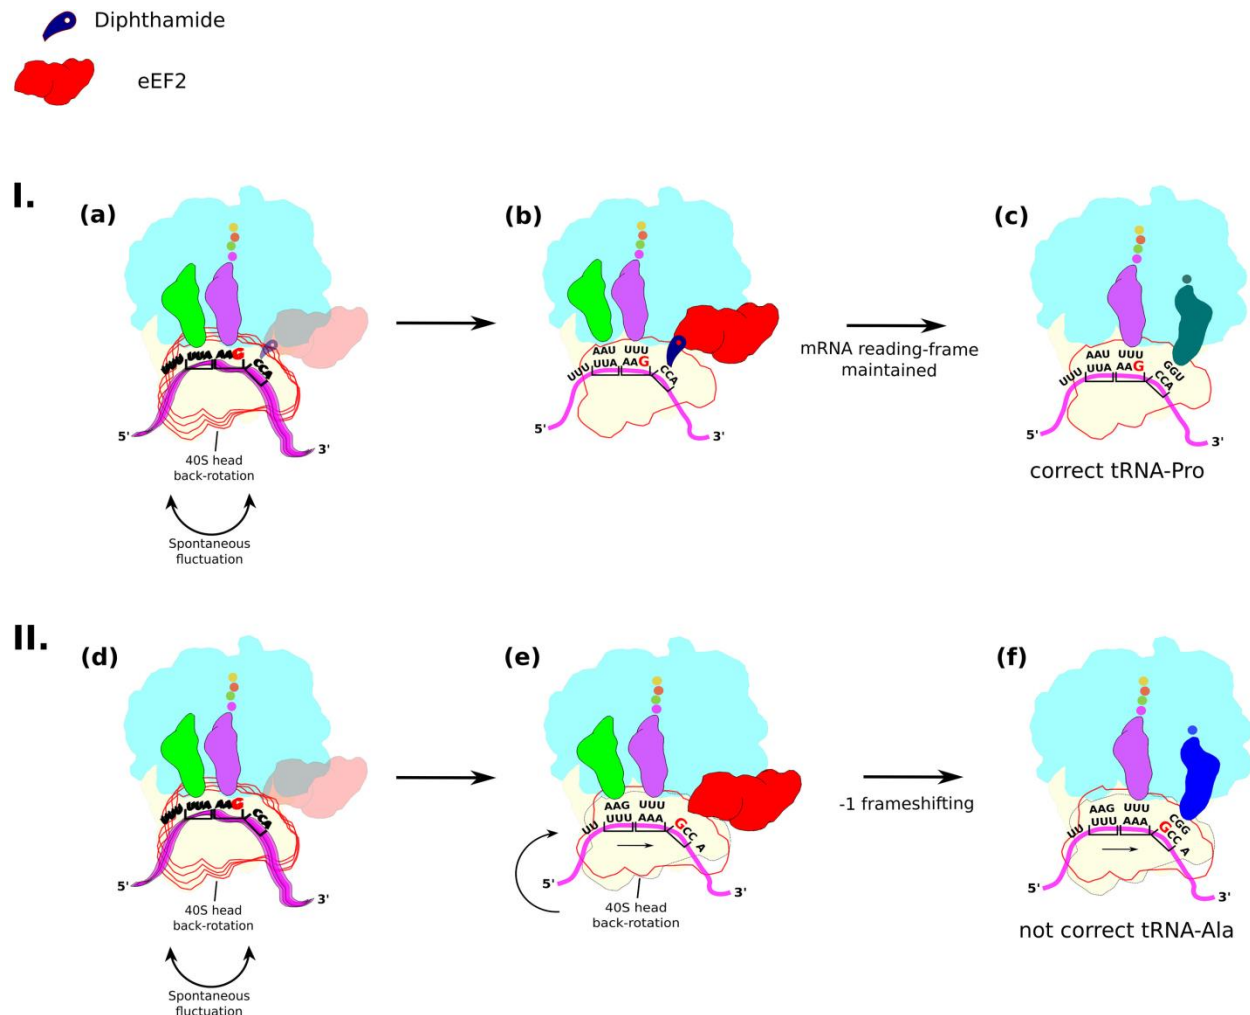 Diphthamide
eEF2
I.
(a)
(b)
(c)
UUU UUA AAG CCA
5'
3'
40S head
back-rotation
Spontaneous
fluctuation
AAU UUU
UUU UUA AAG CCA
5'
3'
mRNA reading-frame
maintained
AAU UUU GGU
UUU UUA AAG CCA
5'
3'
correct tRNA-Pro
II.
(d)
(e)
(f)
UUU UUA AAG CCA
5'
3'
40S head
back-rotation
Spontaneous
fluctuation
AAG UUU
UU UUU AAA GCC A
5'
3'
40S head
back-rotation
-1 frameshifting
AAG UUU CGG
UU UUU AAA GCC A
5'
3'
not correct tRNA-Ala